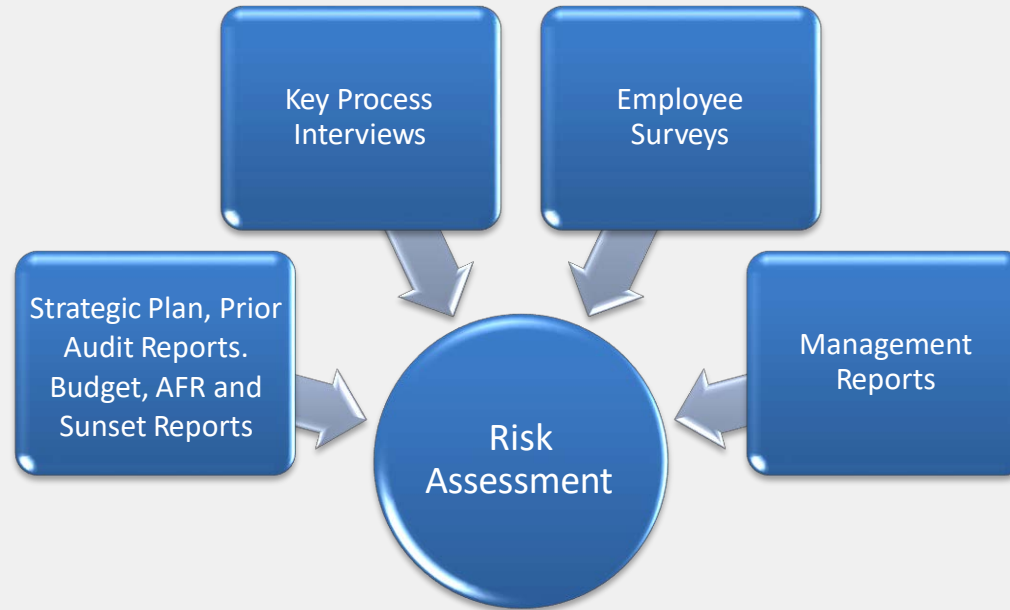 Key Process
Interviews
Employee
Surveys
Strategic Plan, Prior
Audit Reports.
Budget, AFR and
Sunset Reports
Management
Reports
Risk
Assessment